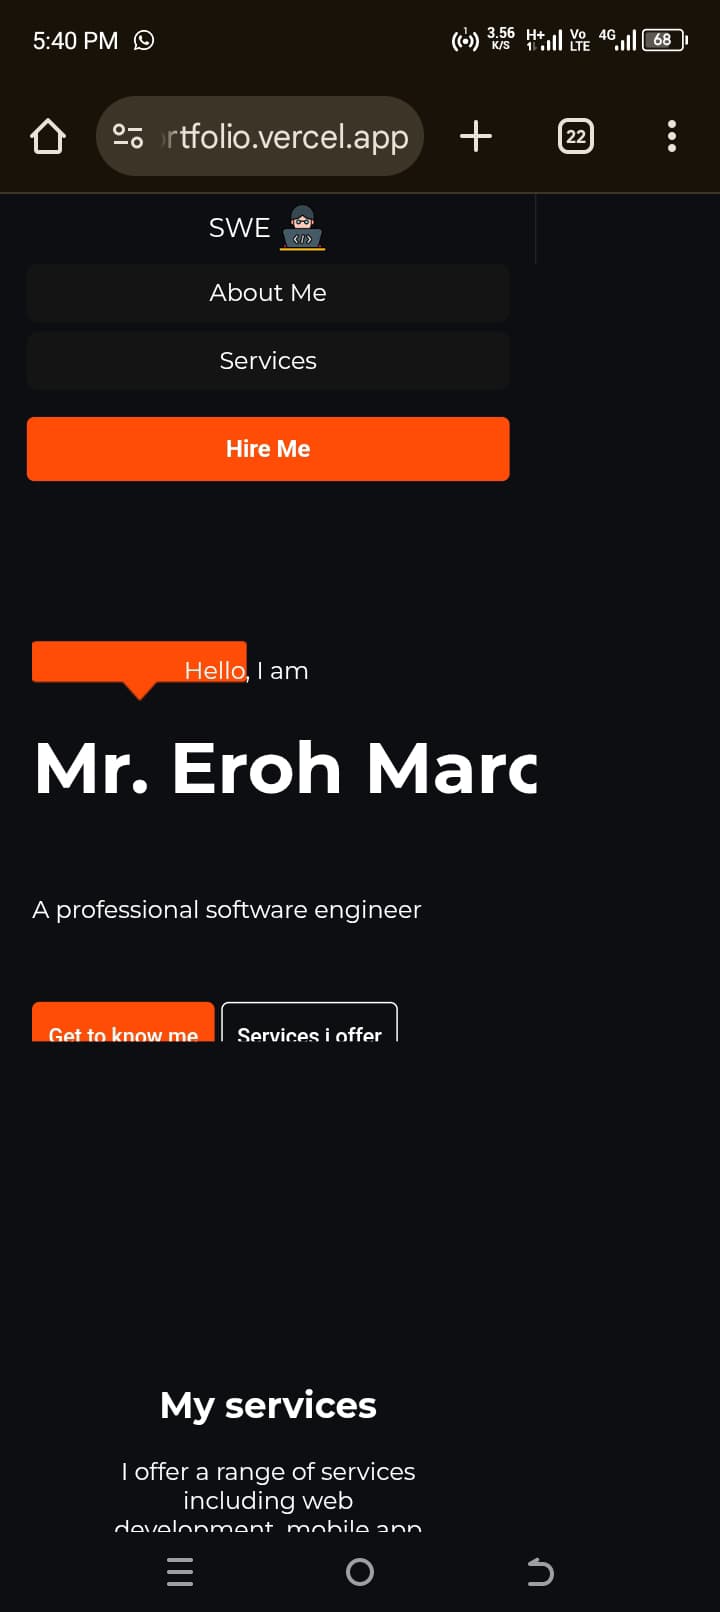 5:40 PM
1 3.56 K/S H+ Vo LTE 4G 68
rtfolio.vercel.app
22
SWE
</>
About Me
Services
Hire Me
Hello, I am
Mr. Eroh Marc
A professional software engineer
Get to know me Services i offer
My services
I offer a range of services
including web
development, mobile app